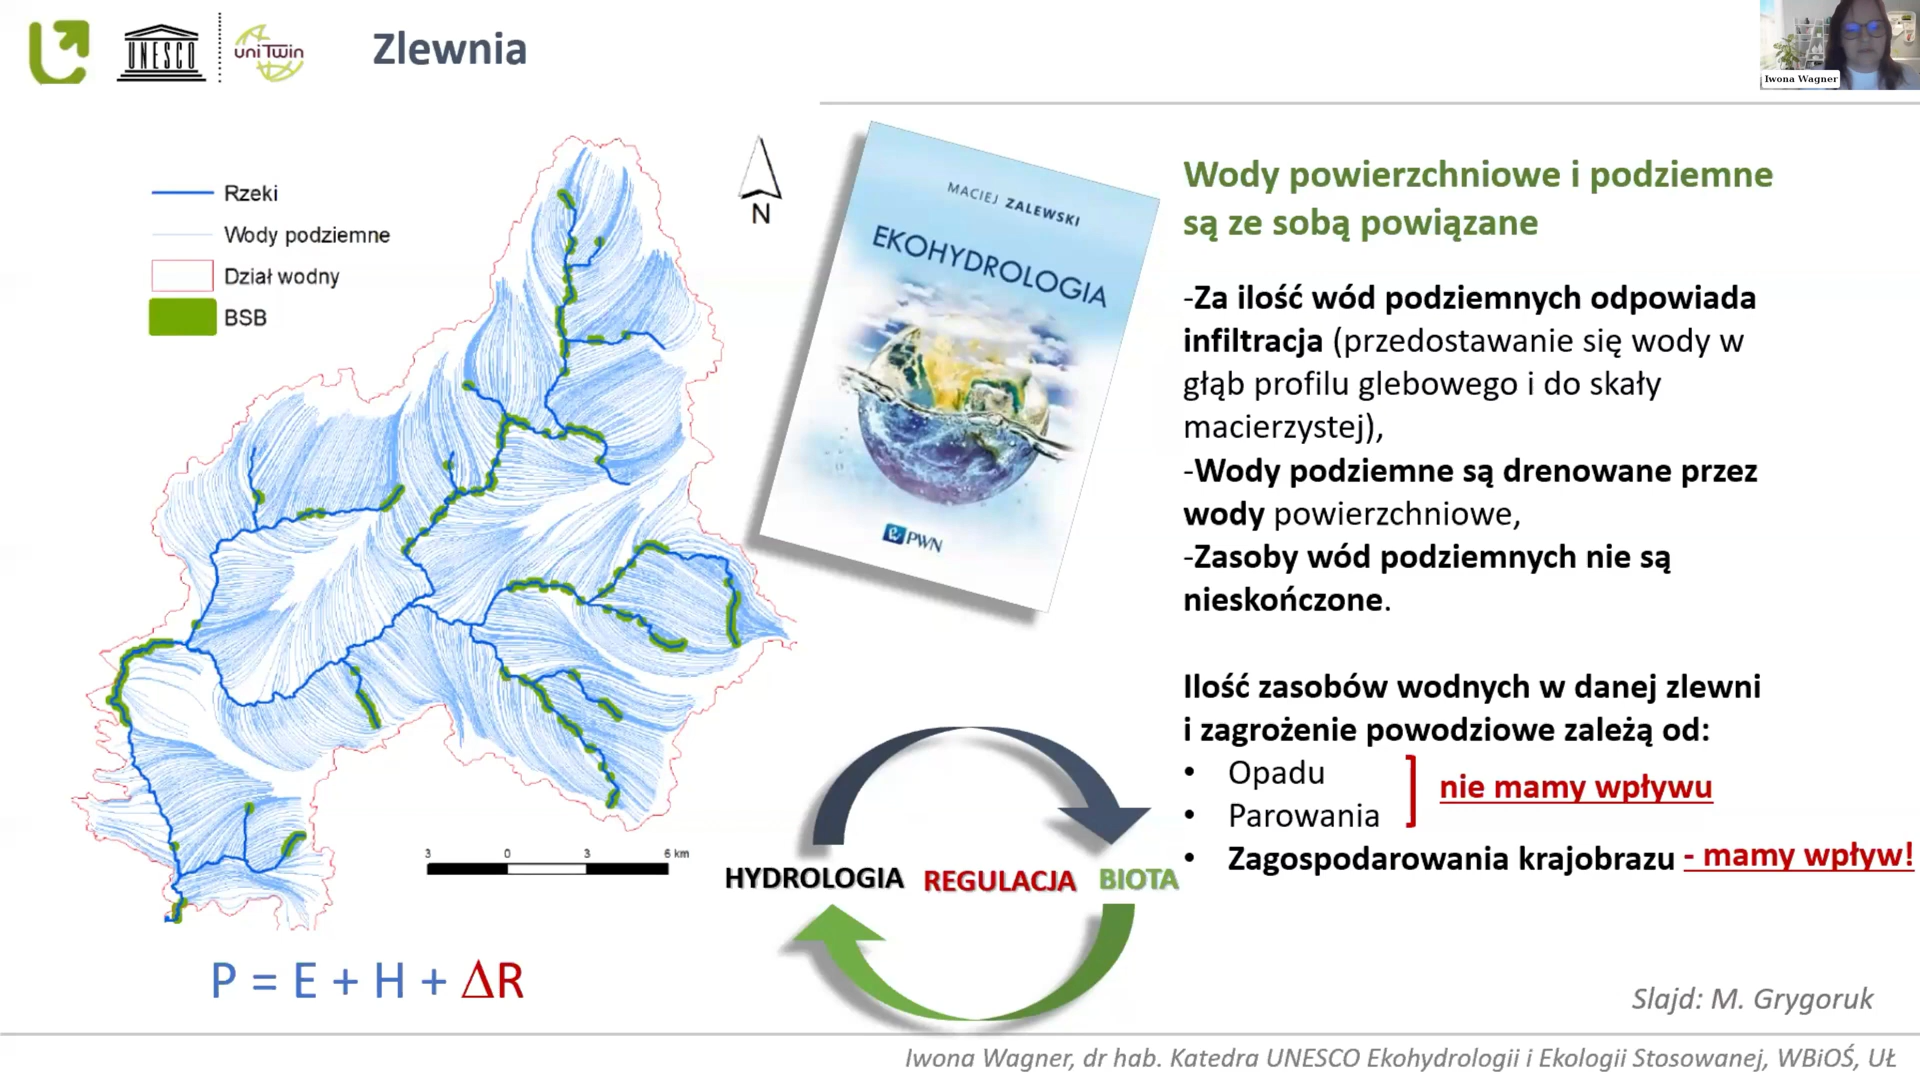 UNESCO
uniTwin
Zlewnia
Iwona Wagner
Rzeki
Wody podziemne
Dział wodny
BSB
N
MACIEJ ZALEWSKI
EKOHYDROLOGIA
PWN
Wody powierzchniowe i podziemne
są ze sobą powiązane
-Za ilość wód podziemnych odpowiada
infiltracja (przedostawanie się wody w
głąb profilu glebowego i do skały
macierzystej),
-Wody podziemne są drenowane przez
wody powierzchniowe,
-Zasoby wód podziemnych nie są
nieskończone.
Ilość zasobów wodnych w danej zlewni
i zagrożenie powodziowe zależą od:
• Opadu
• Parowania
nie mamy wpływu
• Zagospodarowania krajobrazu - mamy wpływ!
3 0 3 6 km
HYDROLOGIA REGULACJA BIOTA
P = E + H + ΔR
Slajd: M. Grygoruk
Iwona Wagner, dr hab. Katedra UNESCO Ekohydrologii i Ekologii Stosowanej, WBiOŚ, UŁ